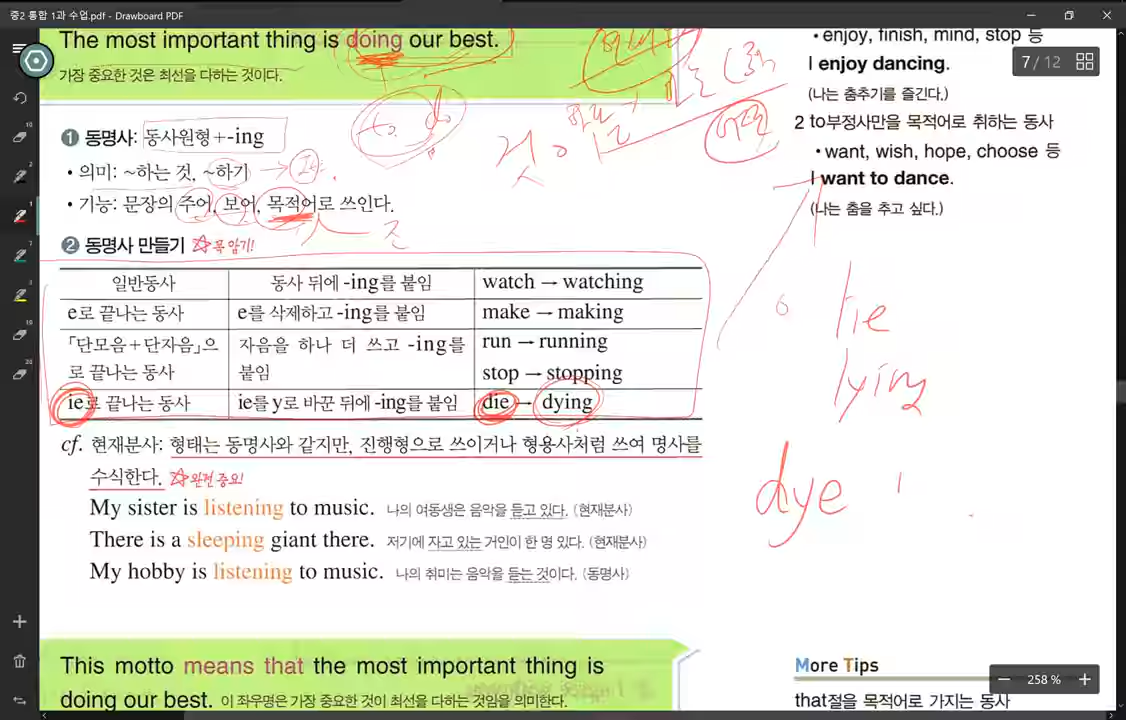 중2 통합 1과 수업.pdf - Drawboard PDF
The most important thing is doing our best.
가장 중요한 것은 최선을 다하는 것이다.
to do
것
① 동명사: 동사원형+-ing
• 의미: ~하는 것, ~하기
• 기능: 문장의 주어, 보어, 목적어로 쓰인다.
② 동명사 만들기 ☆꼭 암기!
일반동사 동사 뒤에 -ing를 붙임 watch → watching
e로 끝나는 동사 e를 삭제하고 -ing를 붙임 make → making
「단모음+단자음」으로 끝나는 동사 자음을 하나 더 쓰고 -ing를 붙임 run → running
stop → stopping
ie로 끝나는 동사 ie를 y로 바꾼 뒤에 -ing를 붙임 die → dying
cf. 현재분사: 형태는 동명사와 같지만, 진행형으로 쓰이거나 형용사처럼 쓰여 명사를
수식한다. ☆완전 중요!
My sister is listening to music. 나의 여동생은 음악을 듣고 있다. (현재분사)
There is a sleeping giant there. 저기에 자고 있는 거인이 한 명 있다. (현재분사)
My hobby is listening to music. 나의 취미는 음악을 듣는 것이다. (동명사)
This motto means that the most important thing is
doing our best. 이 좌우명은 가장 중요한 것이 최선을 다하는 것임을 의미한다.
• enjoy, finish, mind, stop 등
I enjoy dancing.
(나는 춤추기를 즐긴다.)
2 to부정사만을 목적어로 취하는 동사
• want, wish, hope, choose 등
I want to dance.
(나는 춤을 추고 싶다.)
lie
lying
dye
More Tips
that절을 목적어로 가지는 동사
7 / 12
258 %